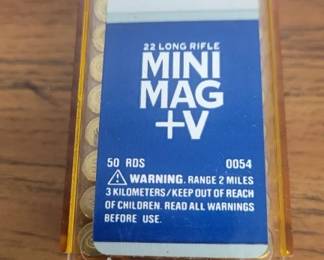 22 LONG RIFLE
MINI
MAG
+V
50 RDS 0054
⚠ WARNING. RANGE 2 MILES
3 KILOMETERS/KEEP OUT OF REACH
OF CHILDREN. READ ALL WARNINGS
BEFORE USE.